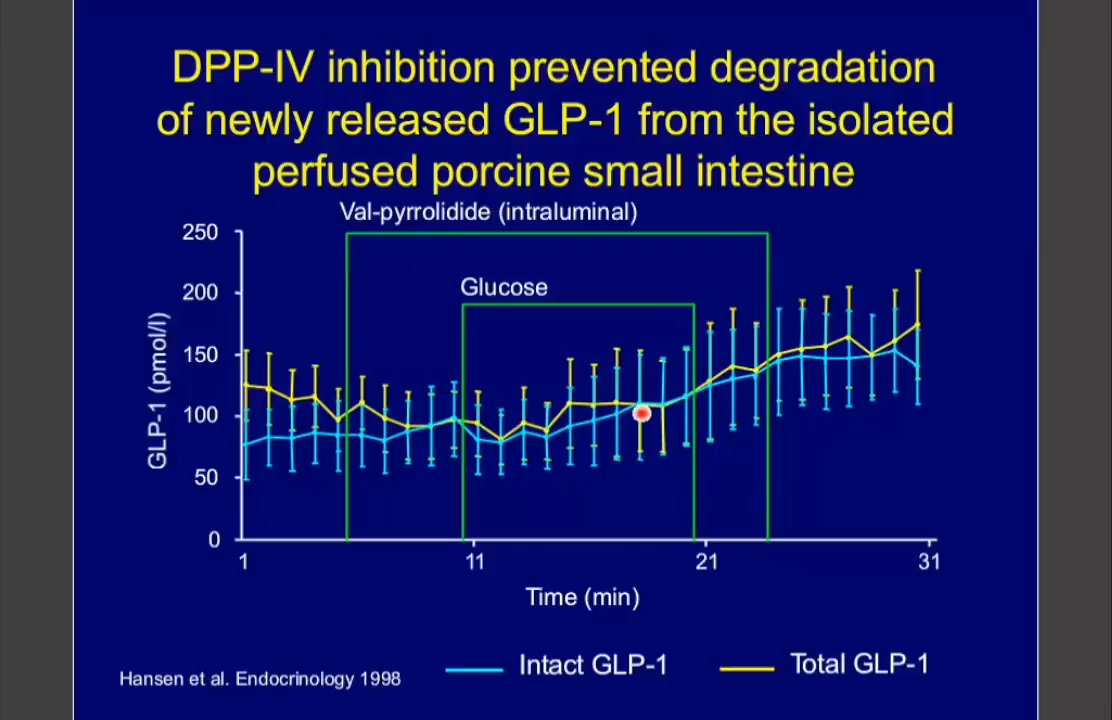 DPP-IV inhibition prevented degradation
of newly released GLP-1 from the isolated
perfused porcine small intestine
Val-pyrrolidide (intraluminal)
Glucose
GLP-1 (pmol/l)
250
200
150
100
50
0
1 11 21 31
Time (min)
Intact GLP-1 Total GLP-1
Hansen et al. Endocrinology 1998